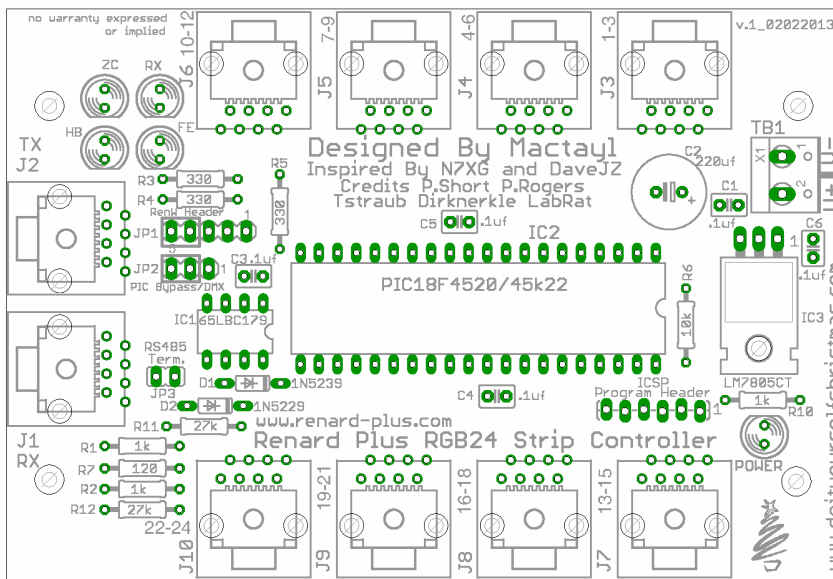 no warranty expressed
or implied
10-12
J6
7-9
J5
4-6
J4
1-3
J3
v.1_02022013
ZC
RX
HB
FE
TX
J2
Designed By Mactayl
Inspired By N7XG and DaveJZ
Credits P.Short P.Rogers
Tstraub Dirknerkle LabRat
C2
220uf
+
TB1
X1
1
2
R3
330
R4
330
R5
330
RenW Header
JP1
1
C1
.1uf
C5
.1uf
IC2
C6
.1uf
JP2
1
PIC Bypass/DMX
C3
.1uf
PIC18F4520/45k22
R6
10k
1
IC3
LM7805CT
IC1
65LBC179
RS485
Term.
JP3
D1
1N5239
D2
1N5229
C4
.1uf
ICSP
Program Header
1
1k
R10
R11
27k
www.renard-plus.com
Renard Plus RGB24 Strip Controller
POWER
J1
RX
R1
1k
R7
120
R2
1k
R12
27k
22-24
J10
19-21
J9
16-18
J8
13-15
J7